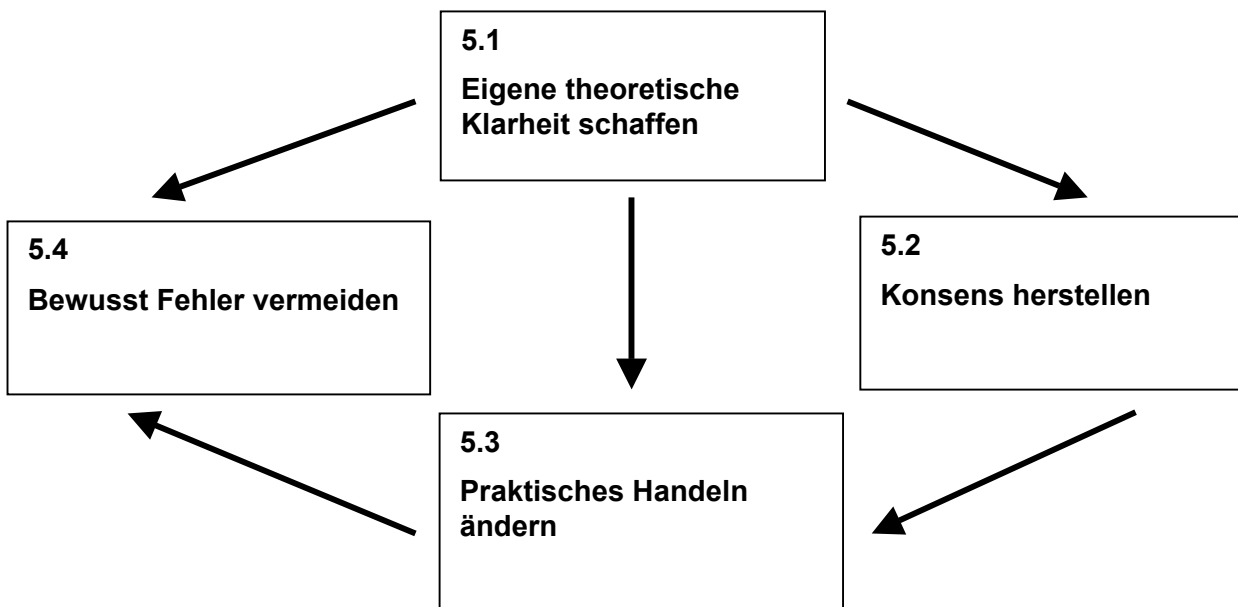 5.1
Eigene theoretische
Klarheit schaffen
5.4
Bewusst Fehler vermeiden
5.2
Konsens herstellen
5.3
Praktisches Handeln
ändern